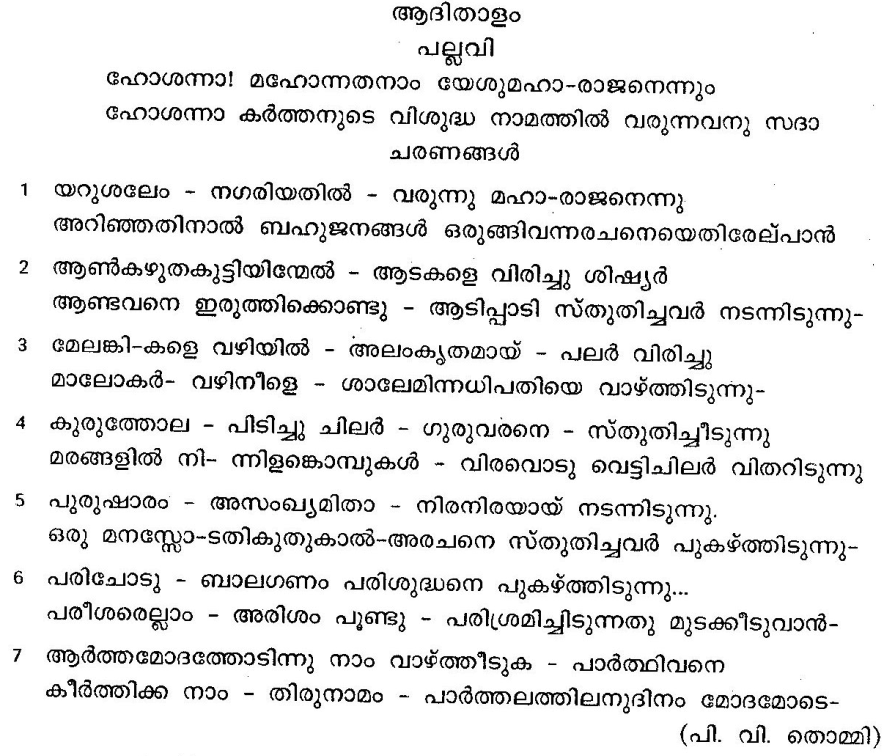 ആദിതാളം
പല്ലവി
ഹോശന്നാ! മഹോന്നതനാം യേശുമഹാ-രാജനെന്നും
ഹോശന്നാ കർത്തനുടെ വിശുദ്ധ നാമത്തിൽ വരുന്നവനു സദാ
ചരണങ്ങൾ
1 യറുശലേം - നഗരിയതിൽ - വരുന്നു മഹാ-രാജനെന്നു
അറിഞ്ഞതിനാൽ ബഹുജനങ്ങൾ ഒരുങ്ങിവന്നരചനെയെതിരേല്പാൻ
2 ആൺകഴുതകുട്ടിയിന്മേൽ - ആടകളെ വിരിച്ചു ശിഷ്യർ
ആണ്ടവനെ ഇരുത്തിക്കൊണ്ടു - ആടിപ്പാടി സ്തുതിച്ചവർ നടന്നിടുന്നു-
3 മേലങ്കി-കളെ വഴിയിൽ - അലംകൃതമായ് - പലർ വിരിച്ചു
മാലോകർ- വഴിനീളെ - ശാലേമിന്നധിപതിയെ വാഴ്ത്തിടുന്നു-
4 കുരുത്തോല - പിടിച്ചു ചിലർ - ഗുരുവരനെ - സ്തുതിച്ചീടുന്നു
മരങ്ങളിൽ നി- ന്നിളങ്കൊമ്പുകൾ - വിരവൊടു വെട്ടിചിലർ വിതറിടുന്നു
5 പുരുഷാരം - അസംഖ്യമിതാ - നിരനിരയായ് നടന്നിടുന്നു.
ഒരു മനസ്സോ-ടതികുതുകാൽ-അരചനെ സ്തുതിച്ചവർ പുകഴ്ത്തിടുന്നു-
6 പരിചോടു - ബാലഗണം പരിശുദ്ധനെ പുകഴ്ത്തിടുന്നു...
പരീശരെല്ലാം - അരിശം പൂണ്ടു - പരിശ്രമിച്ചിടുന്നതു മുടക്കീടുവാൻ-
7 ആർത്തമോദത്തോടിന്നു നാം വാഴ്ത്തീടുക - പാർത്ഥിവനെ
കീർത്തിക്ക നാം - തിരുനാമം - പാർത്തലത്തിലനുദിനം മോദമോടെ-
(പി. വി. തൊമ്മി)